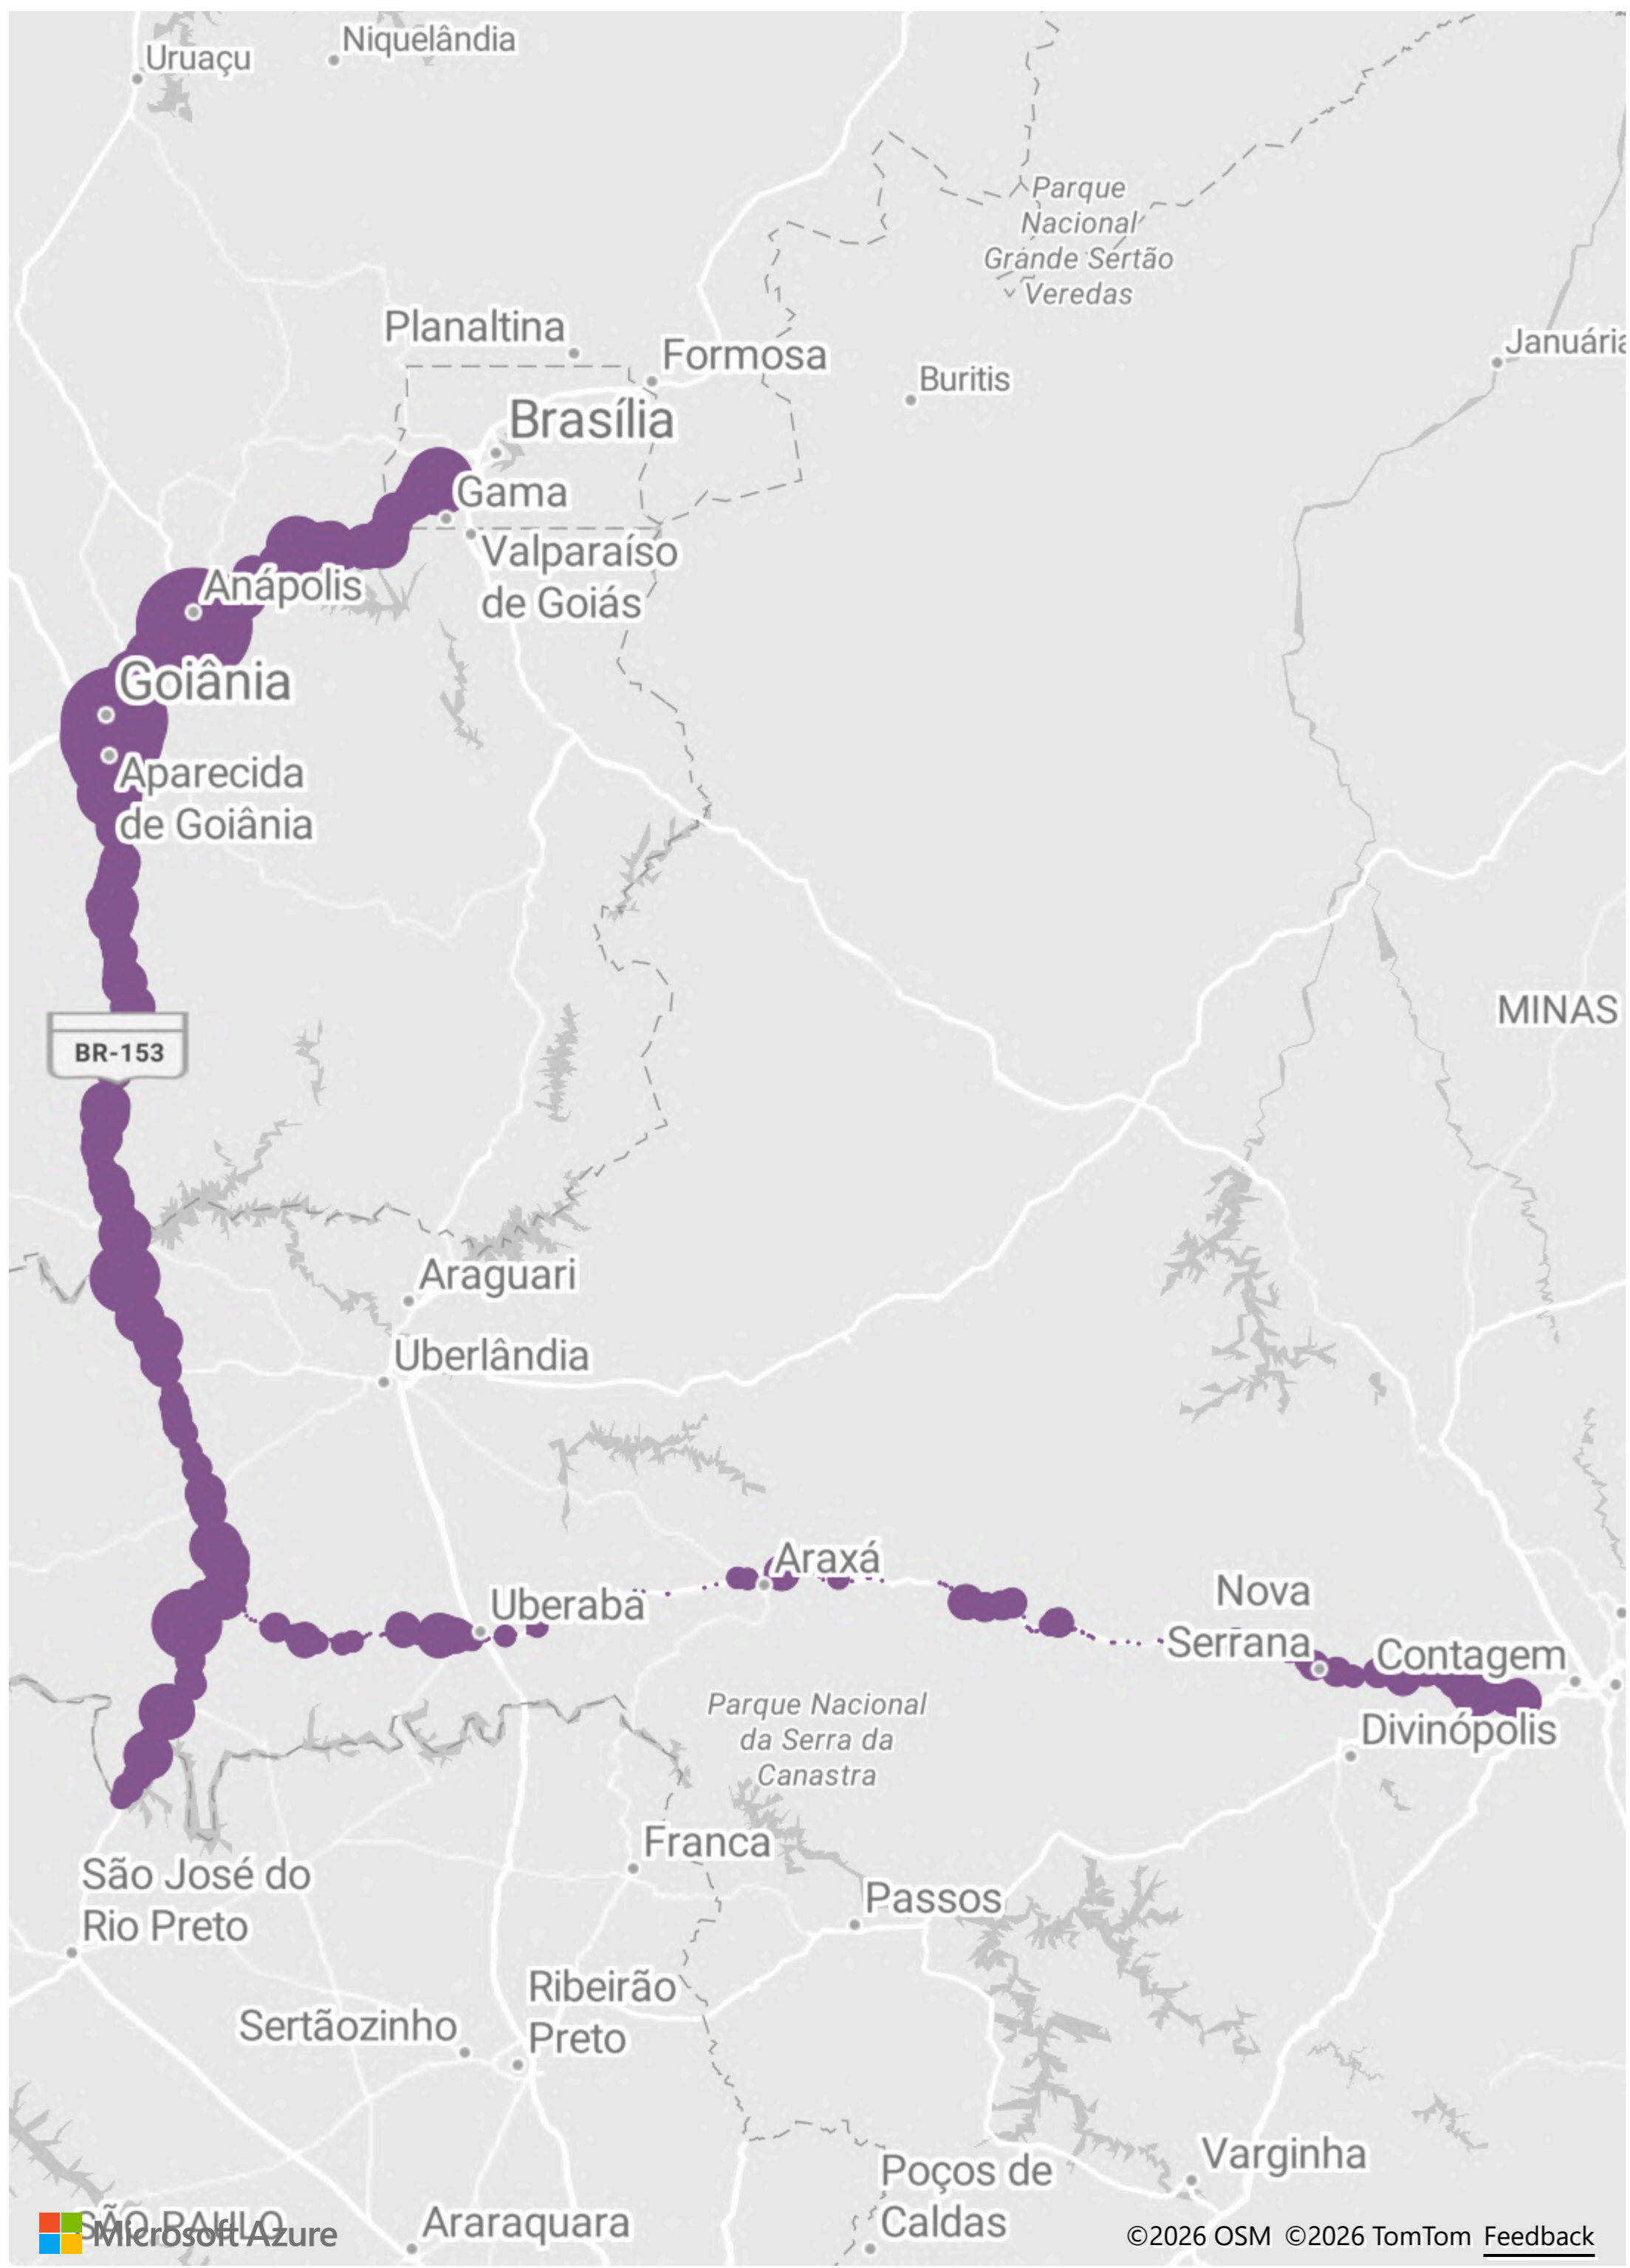 Niquelândia
Uruaçu
Parque
Nacional
Grande Sertão
Veredas
Planaltina
Formosa
Januária
Buritis
Brasília
Gama
Valparaíso
de Goiás
Anápolis
Goiânia
Aparecida
de Goiânia
MINAS
BR-153
Araguari
Uberlândia
Araxá
Uberaba
Nova
Serrana
Contagem
Parque Nacional
da Serra da
Canastra
Divinópolis
Franca
São José do
Rio Preto
Passos
Ribeirão
Preto
Sertãozinho
Varginha
Poços de
Caldas
SÃO PAULO
Microsoft Azure
Araraquara
©2026 OSM ©2026 TomTom Feedback